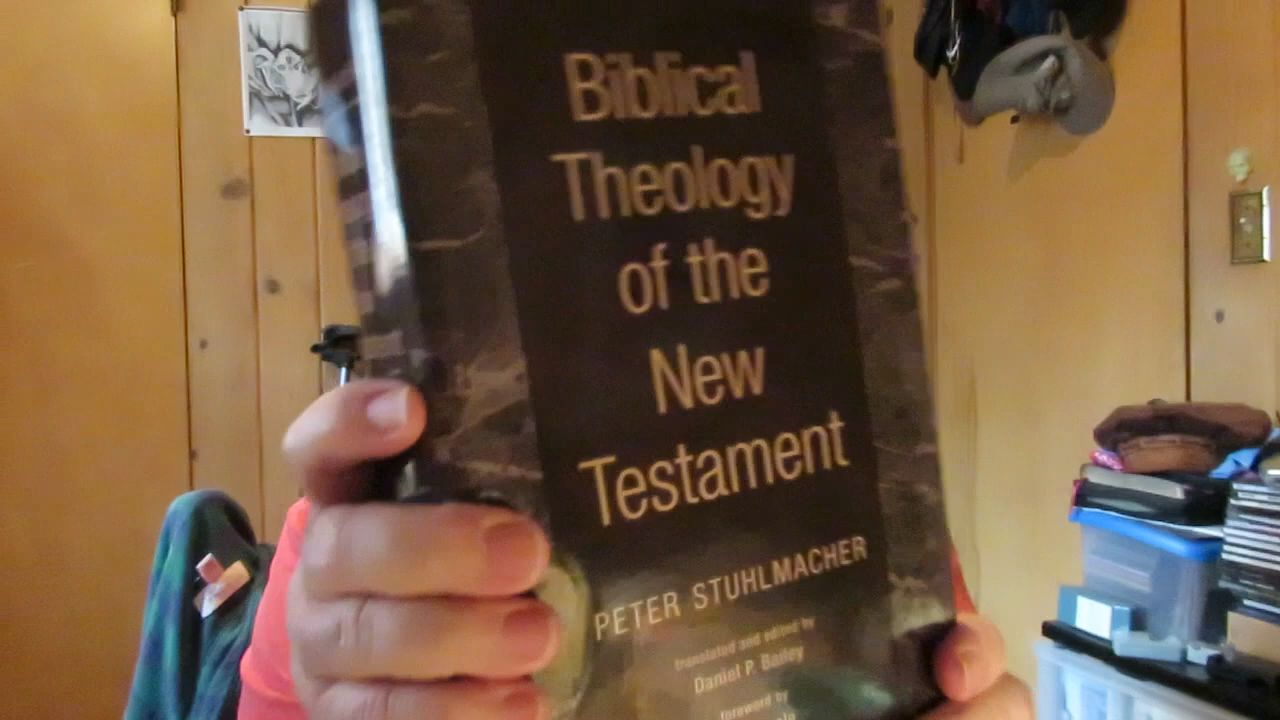 Biblical
Theology
of the
New
Testament
PETER STUHLMACHER
translated and edited by
Daniel P. Bailey
foreword by